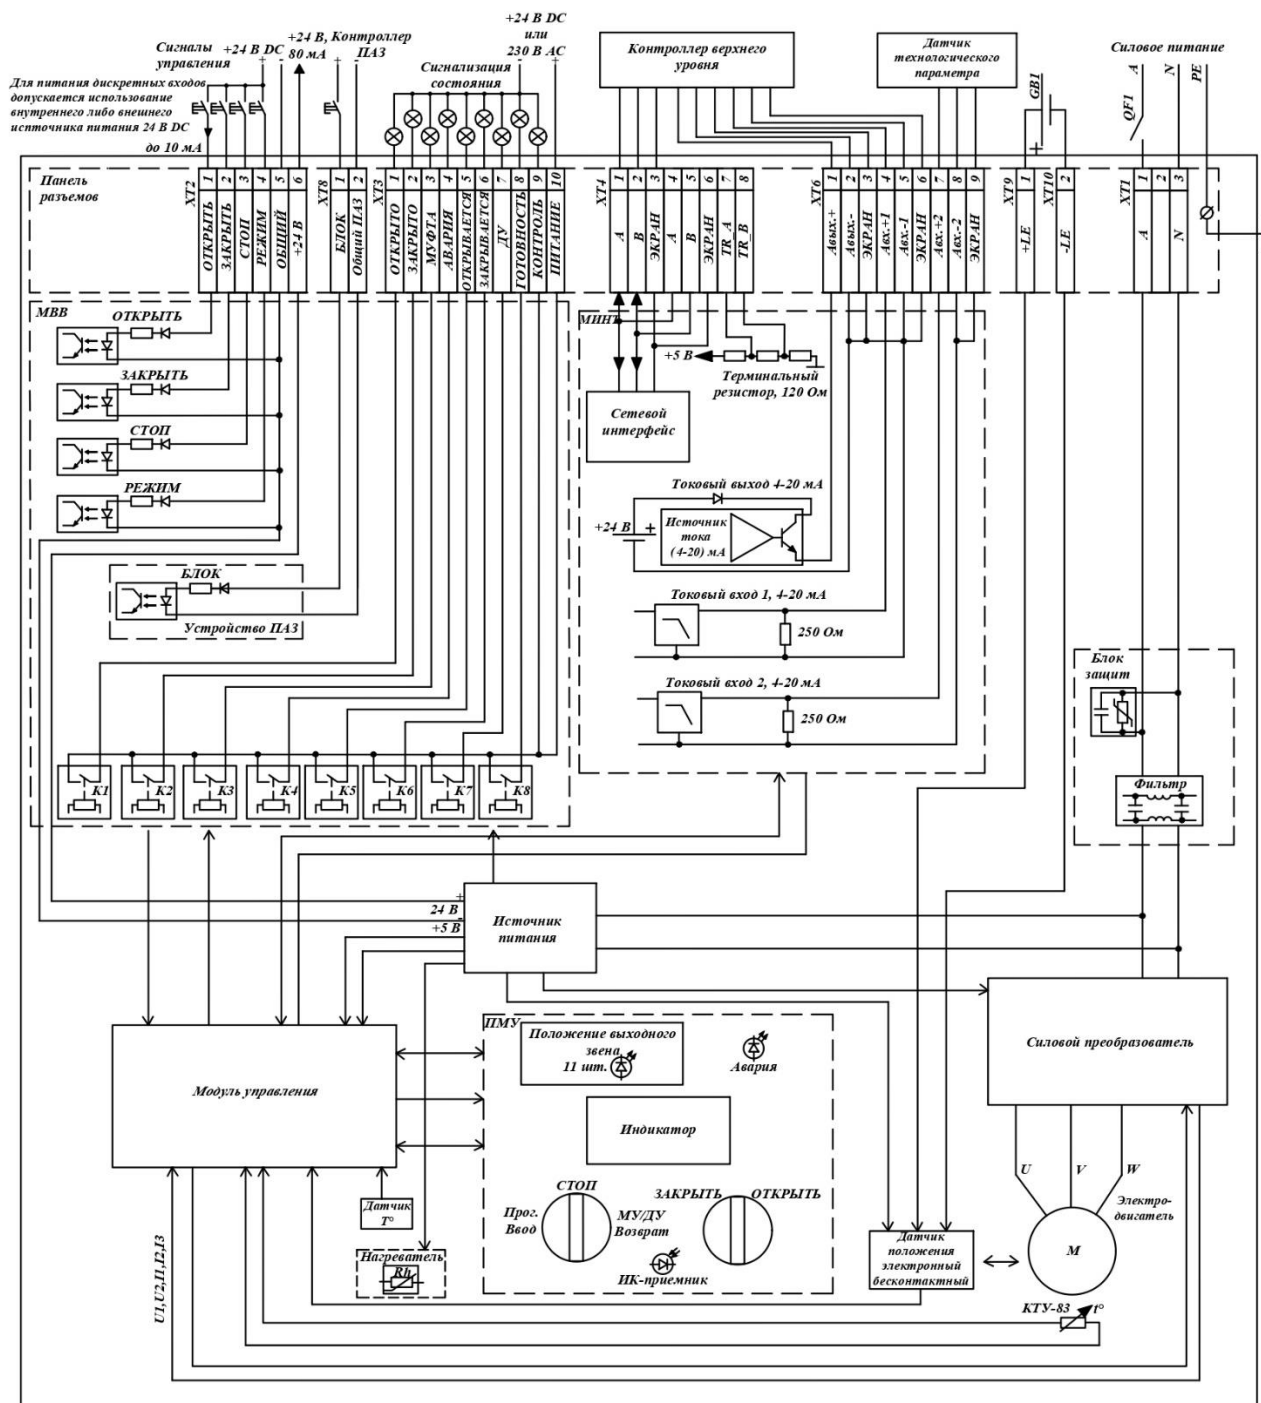 Сигналы
управления
+24 В DC
+
-
+24 В,
80 мА
Контроллер
ПАЗ
+
-
Сигнализация
состояния
+24 В DC
или
230 В АС
-
+
Контроллер верхнего
уровня
Датчик
технологического
параметра
Силовое питание
A
N
PE
QF1
GB1
+
Для питания дискретных входов
допускается использование
внутреннего либо внешнего
испточника питания 24 В DC
до 10 мА
Панель
разъемов
XT2
1 ОТКРЫТЬ
2 ЗАКРЫТЬ
3 СТОП
4 РЕЖИМ
5 ОБЩИЙ
6 +24 В
XT8
1 БЛОК
2 Общий ПАЗ
XT3
1 ОТКРЫТО
2 ЗАКРЫТО
3 МУФТА
4 АВАРИЯ
5 ОТКРЫВАЕТСЯ
6 ЗАКРЫВАЕТСЯ
7 ДУ
8 ГОТОВНОСТЬ
9 КОНТРОЛЬ
10 ПИТАНИЕ
XT4
1 A
2 B
3 ЭКРАН
4 A
5 B
6 ЭКРАН
7 TR_A
8 TR_B
XT6
1 Aвых.+
2 Aвых.-
3 ЭКРАН
4 Aвх.+1
5 Aвх.-1
6 ЭКРАН
7 Aвх.+2
8 Aвх.-2
9 ЭКРАН
XT9
1 +LE
XT10
2 -LE
XT1
1 A
2
3 N
МВВ
ОТКРЫТЬ
ЗАКРЫТЬ
СТОП
РЕЖИМ
БЛОК
Устройство ПАЗ
K1
K2
K3
K4
K5
K6
K7
K8
МИНТ
+5 В
Терминальный
резистор, 120 Ом
Сетевой
интерфейс
Токовый выход 4-20 мА
+24 В
+
Источник
тока
(4-20) мА
Токовый вход 1, 4-20 мА
250 Ом
Токовый вход 2, 4-20 мА
250 Ом
Блок
защит
Фильтр
+
24 В
-
+5 В
Источник
питания
Модуль управления
ПМУ
Положение выходного
звена
11 шт.
Авария
Индикатор
СТОП
Прог.
Ввод
МУ/ДУ
Возврат
ЗАКРЫТЬ
ОТКРЫТЬ
ИК-приемник
Силовой преобразователь
U
V
W
Электро-
двигатель
M
Датчик
положения
электронный
бесконтактный
Датчик
T°
Нагреватель
Rh
КТУ-83
t°
U1,U2,I1,I2,I3